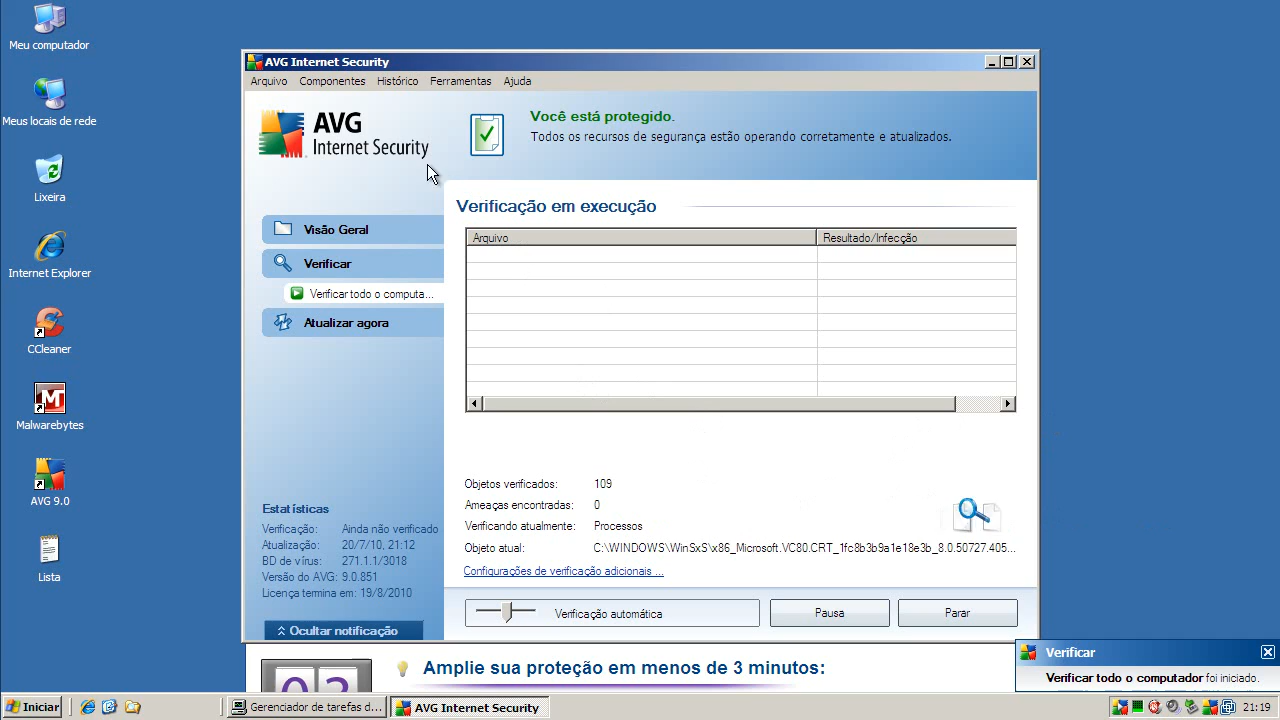 Meu computador
Meus locais de rede
Lixeira
Internet Explorer
CCleaner
Malwarebytes
AVG 9.0
Lista
AVG Internet Security
Arquivo Componentes Histórico Ferramentas Ajuda
AVG
Internet Security
Você está protegido.
Todos os recursos de segurança estão operando corretamente e atualizados.
Visão Geral
Verificar
Verificar todo o computa...
Atualizar agora
Verificação em execução
Arquivo Resultado/Infecção
Objetos verificados: 109
Ameaças encontradas: 0
Verificando atualmente: Processos
Objeto atual: C:\WINDOWS\WinSxS\x86_Microsoft.VC80.CRT_1fc8b3b9a1e18e3b_8.0.50727.405...
Configurações de verificação adicionais ...
Estatísticas
Verificação: Ainda não verificado
Atualização: 20/7/10, 21:12
BD de vírus: 271.1.1/3018
Versão do AVG: 9.0.851
Licença termina em: 19/8/2010
Ocultar notificação
Verificação automática
Pausa
Parar
03
Amplie sua proteção em menos de 3 minutos:
Verificar
Verificar todo o computador foi iniciado.
Iniciar
Gerenciador de tarefas d...
AVG Internet Security
21:19